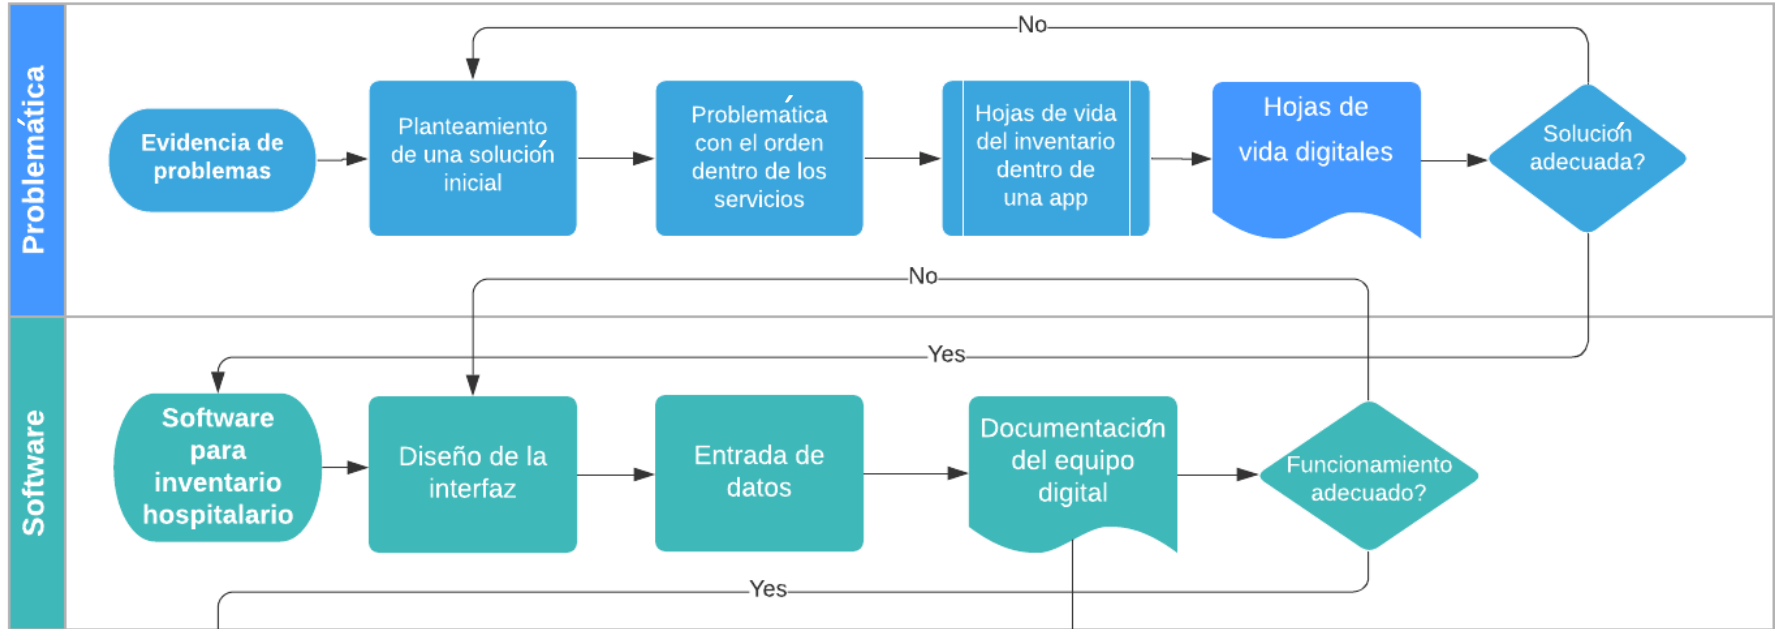 Problemática
No
Evidencia de
problemas
Planteamiento
de una solución
inicial
Problemática
con el orden
dentro de los
servicios
Hojas de vida
del inventario
dentro de
una app
Hojas de
vida digitales
Solución
adecuada?
No
Yes
Software
Software
para
inventario
hospitalario
Diseño de la
interfaz
Entrada de
datos
Documentación
del equipo
digital
Funcionamiento
adecuado?
Yes